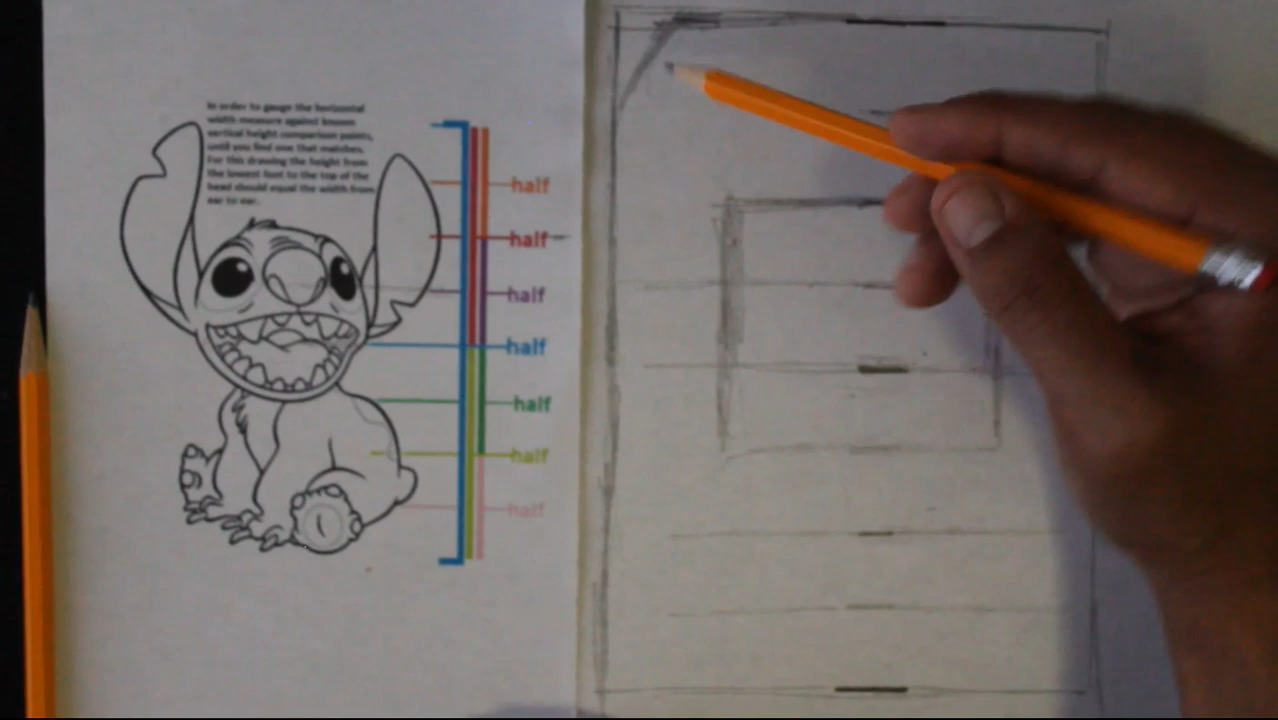 In order to gauge the horizontal
width measure against known
vertical height comparison points,
until you find one that matches.
For this drawing the height from
the lowest foot to the top of the
head should equal the width from
ear to ear.
half
half
half
half
half
half
half